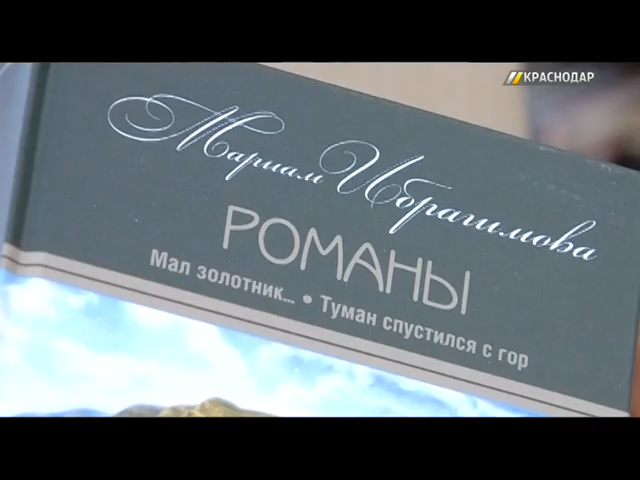 КРАСНОДАР
Мариам Ибрагимова
РОМАНЫ
Мал золотник... • Туман спустился с гор